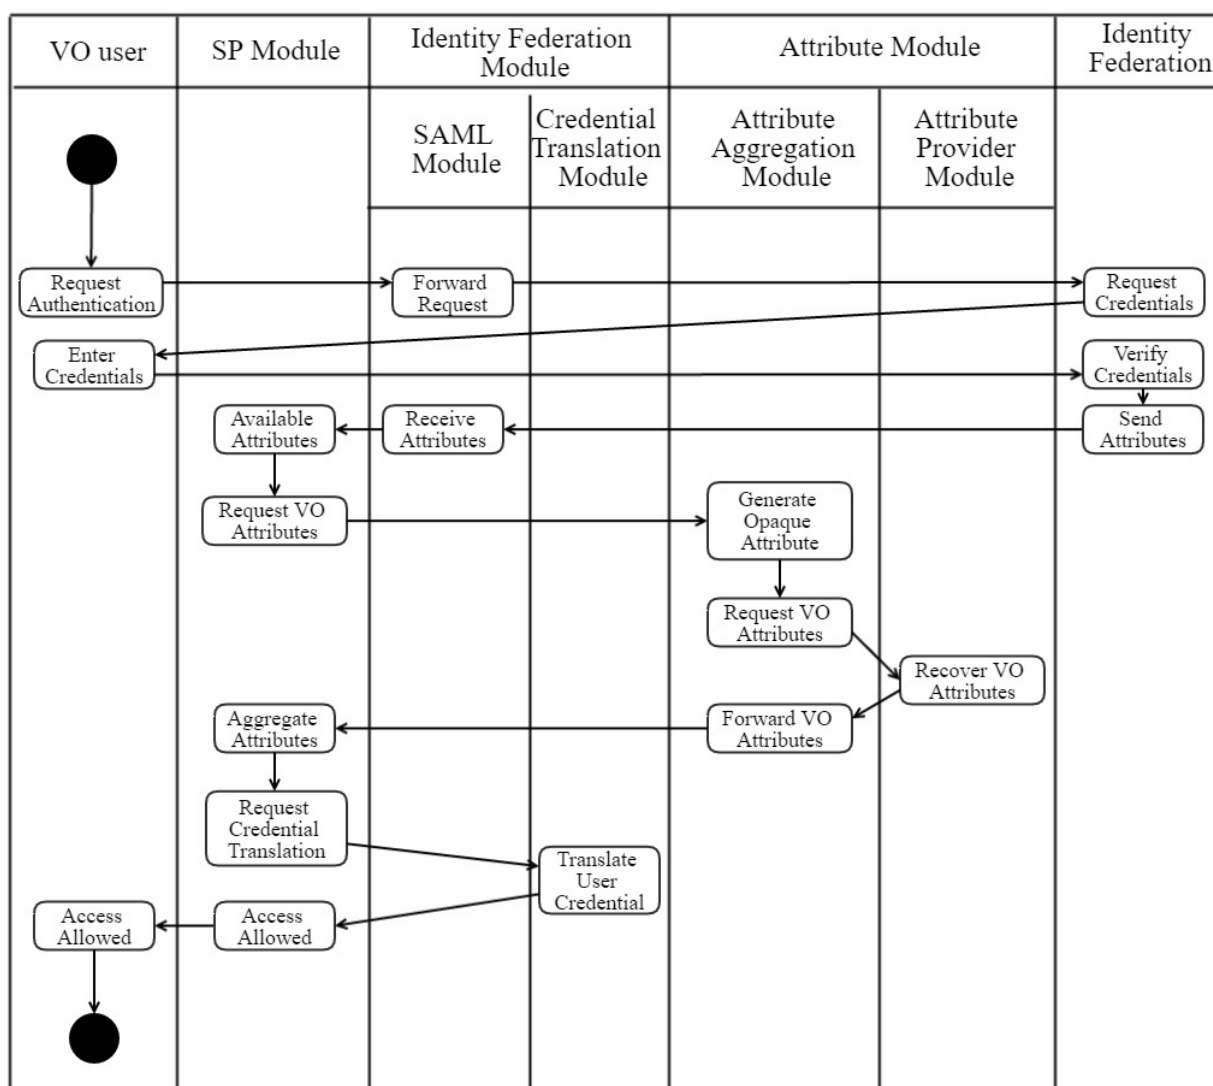 VO user
SP Module
Identity Federation
Module
Attribute Module
Identity
Federation
SAML
Module
Credential
Translation
Module
Attribute
Aggregation
Module
Attribute
Provider
Module
Request
Authentication
Forward
Request
Request
Credentials
Enter
Credentials
Verify
Credentials
Available
Attributes
Receive
Attributes
Send
Attributes
Request VO
Attributes
Generate
Opaque
Attribute
Request VO
Attributes
Recover VO
Attributes
Aggregate
Attributes
Forward VO
Attributes
Request
Credential
Translation
Translate
User
Credential
Access
Allowed
Access
Allowed